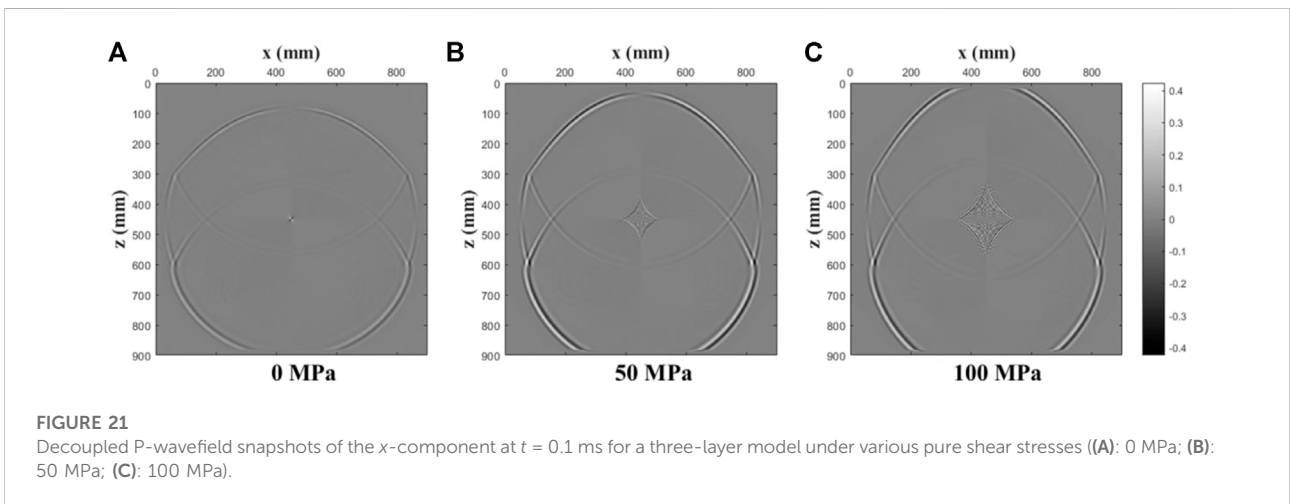 A
x (mm)
0 200 400 600 800
z (mm)
0
100
200
300
400
500
600
700
800
900
0 MPa
B
x (mm)
0 200 400 600 800
z (mm)
0
100
200
300
400
500
600
700
800
900
50 MPa
C
x (mm)
0 200 400 600 800
z (mm)
0
100
200
300
400
500
600
700
800
900
100 MPa
0.4
0.3
0.2
0.1
0
-0.1
-0.2
-0.3
-0.4
FIGURE 21
Decoupled P-wavefield snapshots of the x-component at t = 0.1 ms for a three-layer model under various pure shear stresses ((A): 0 MPa; (B):
50 MPa; (C): 100 MPa).